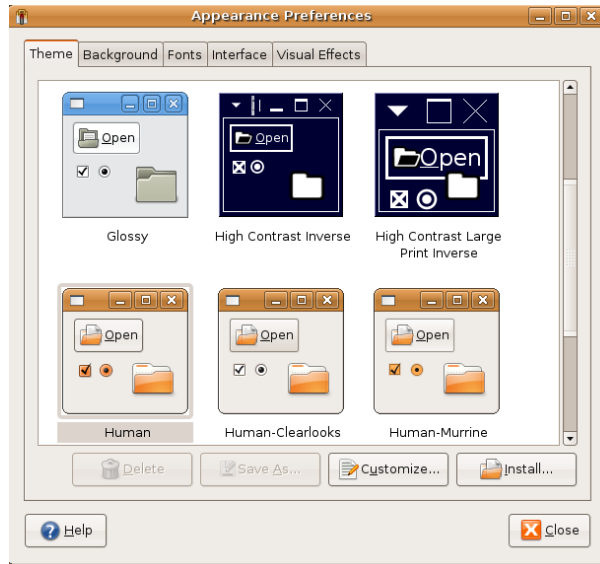 Appearance Preferences
Theme Background Fonts Interface Visual Effects
Open Open Open
Glossy High Contrast Inverse High Contrast Large
Print Inverse
Open Open Open
Human Human-Clearlooks Human-Murrine
Delete Save As... Customize... Install...
Help Close